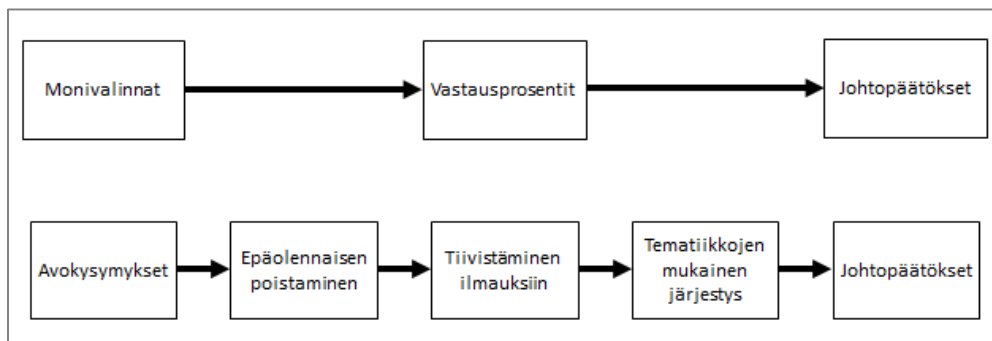 Monivalinnat
Vastausprosentit
Johtopäätökset
Avokysymykset
Epäolennaisen
poistaminen
Tiivistäminen
ilmauksiin
Tematiikkojen
mukainen
järjestys
Johtopäätökset